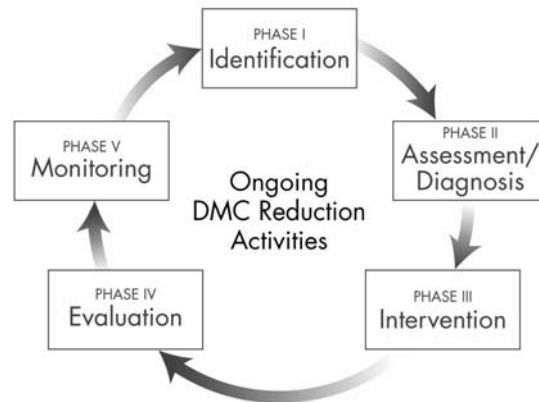 PHASE I
Identification
PHASE II
Assessment/
Diagnosis
PHASE III
Intervention
PHASE IV
Evaluation
PHASE V
Monitoring
Ongoing
DMC Reduction
Activities